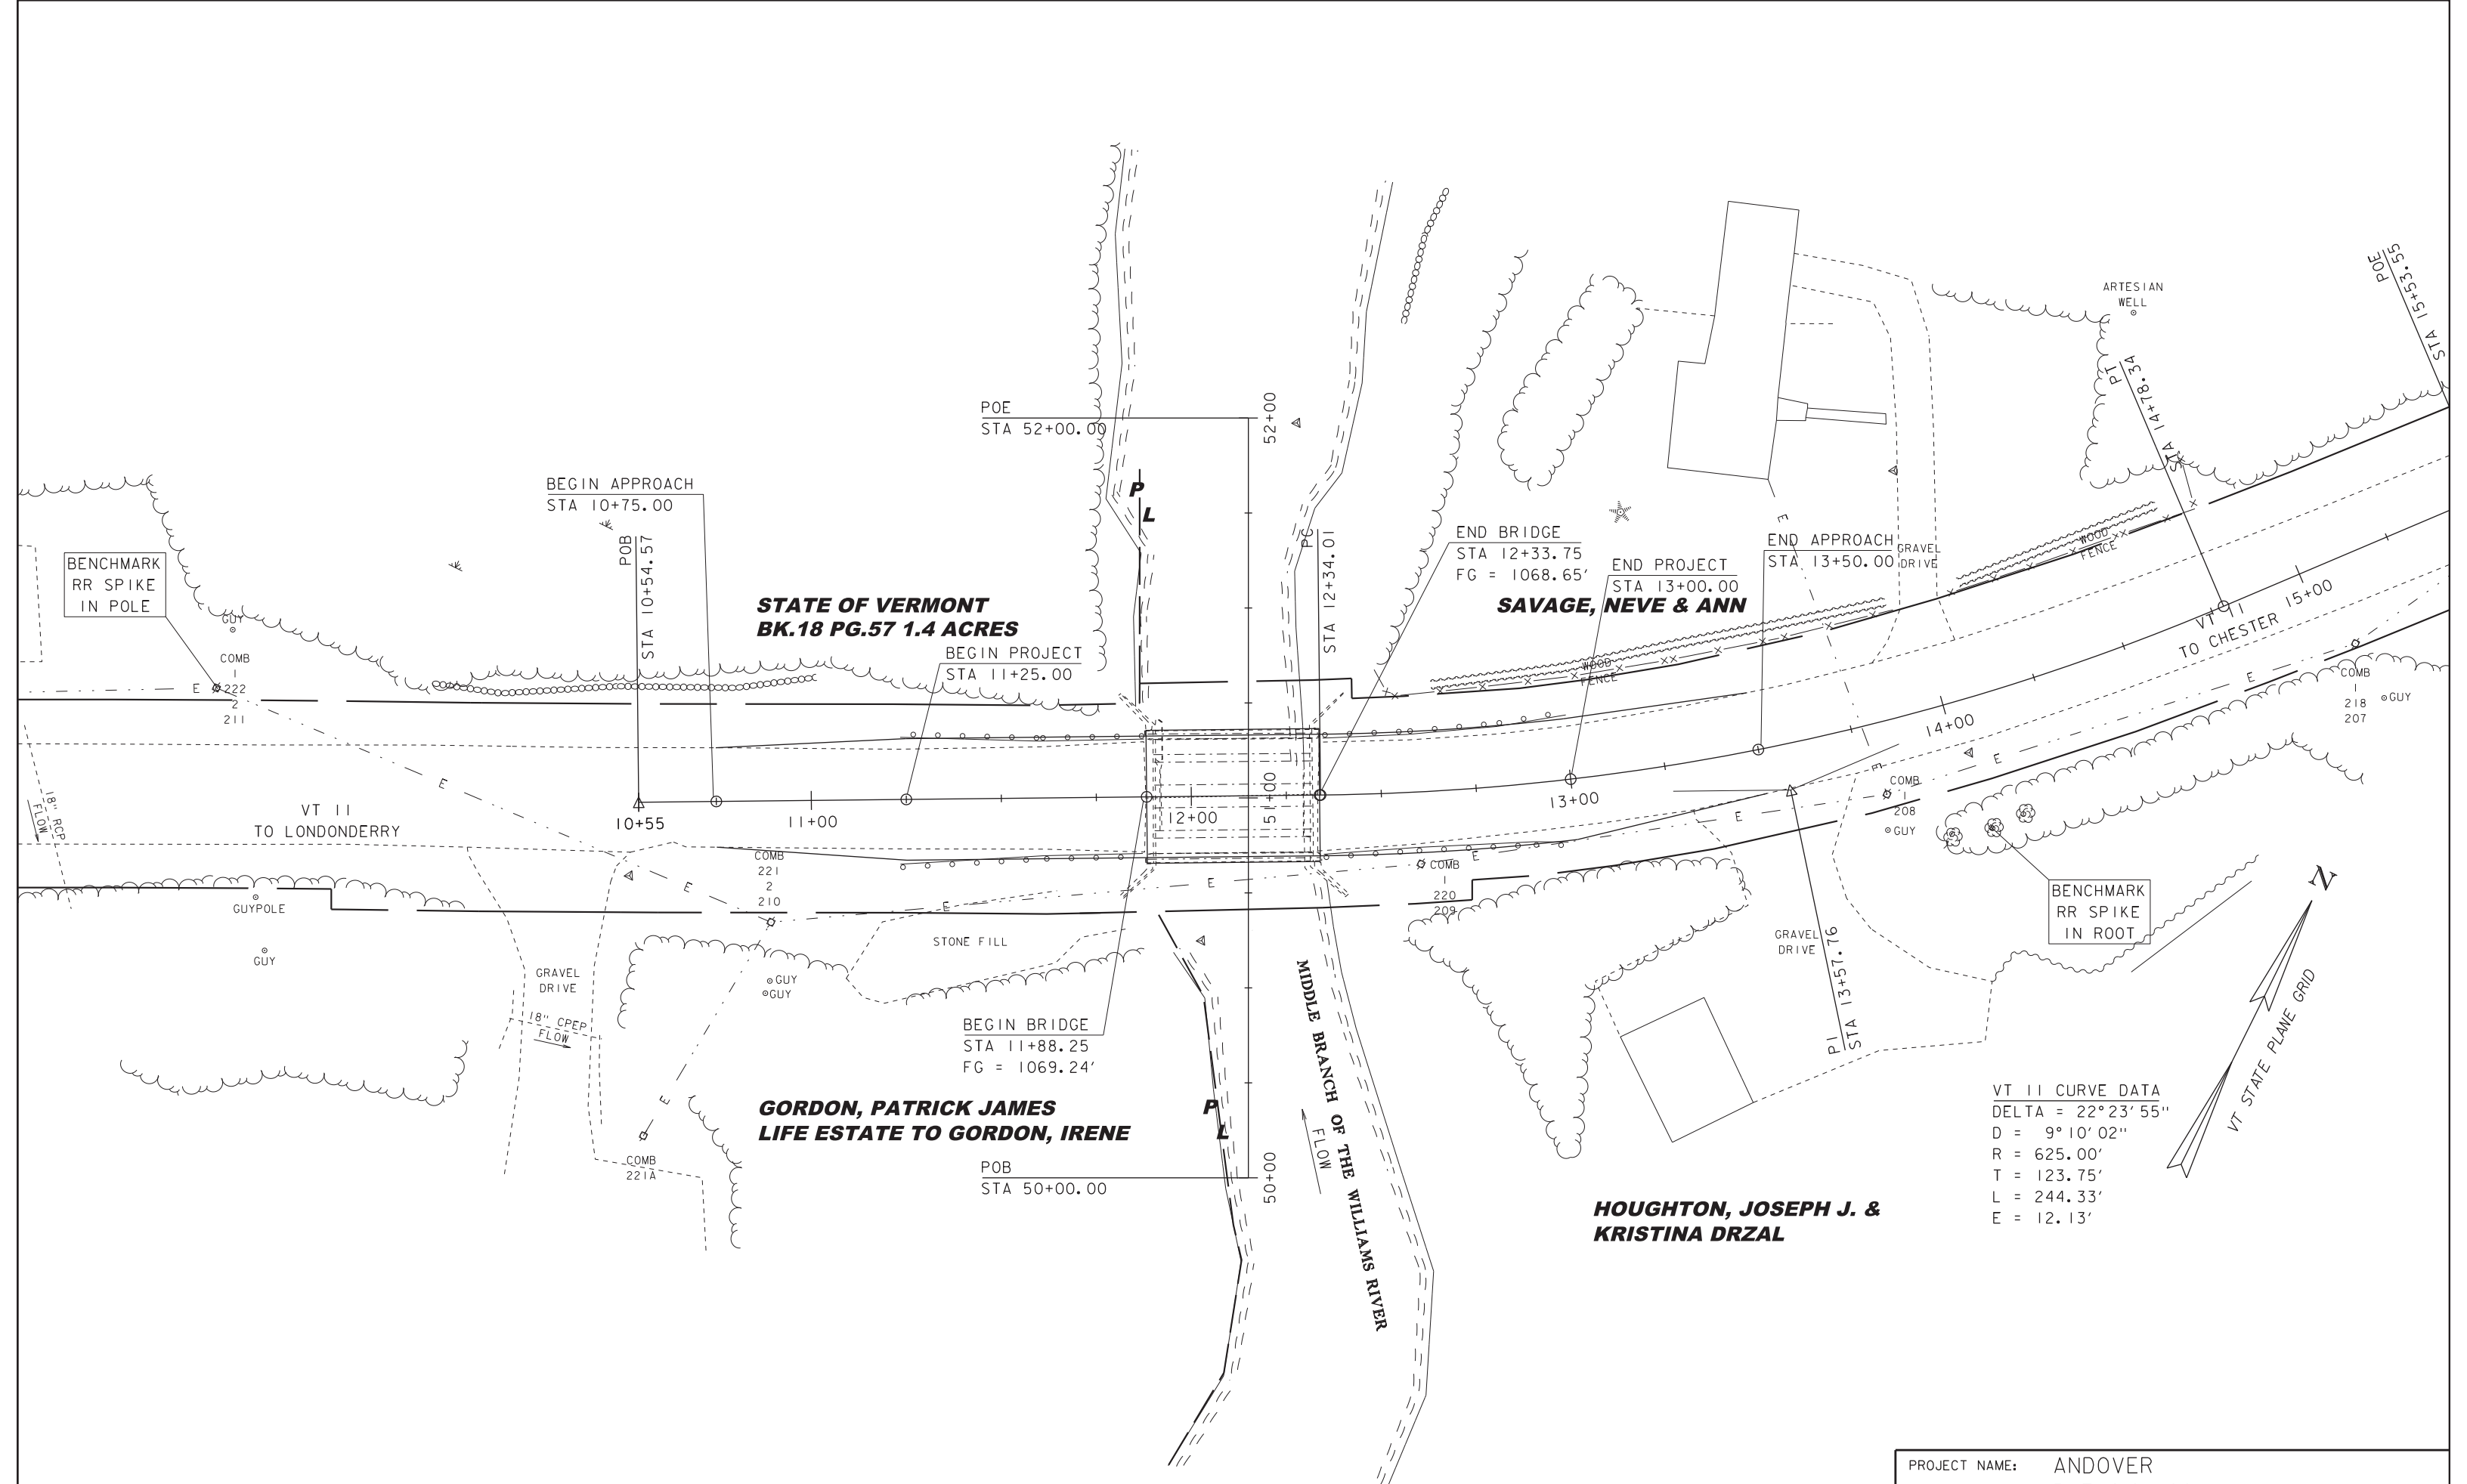 POE
STA 52+00.00
52+00
ARTESIAN
WELL
POE
STA 15+53.55
PT
STA 14+78.34
BEGIN APPROACH
STA 10+75.00
P
L
POB
STA 10+54.57
PC
STA 12+34.01
END BRIDGE
STA 12+33.75
FG = 1068.65'
END PROJECT
STA 13+00.00
END APPROACH
STA 13+50.00
GRAVEL
DRIVE
WOOD
FENCE
BENCHMARK
RR SPIKE
IN POLE
GUY
STATE OF VERMONT
BK.18 PG.57 1.4 ACRES
SAVAGE, NEVE & ANN
BEGIN PROJECT
STA 11+25.00
WOOD
FENCE
E
COMB
1
222
2
211
E
E
VT 11
TO CHESTER
15+00
E
COMB
1
218
207
GUY
14+00
E
E
18" RCP
FLOW
VT 11
TO LONDONDERRY
10+55
11+00
12+00
51+00
13+00
E
COMB
1
208
GUY
COMB
221
2
210
E
E
E
E
COMB
1
220
209
E
GUYPOLE
GUY
STONE FILL
GUY
GUY
GRAVEL
DRIVE
18" CPEP
FLOW
GRAVEL
DRIVE
PI
STA 13+57.76
BENCHMARK
RR SPIKE
IN ROOT
N
VT STATE PLANE GRID
BEGIN BRIDGE
STA 11+88.25
FG = 1069.24'
MIDDLE BRANCH OF THE WILLIAMS RIVER
FLOW
E
COMB
221A
GORDON, PATRICK JAMES
LIFE ESTATE TO GORDON, IRENE
P
L
POB
STA 50+00.00
50+00
VT 11 CURVE DATA
DELTA = 22°23'55"
D = 9°10'02"
R = 625.00'
T = 123.75'
L = 244.33'
E = 12.13'
HOUGHTON, JOSEPH J. &
KRISTINA DRZAL
PROJECT NAME: ANDOVER